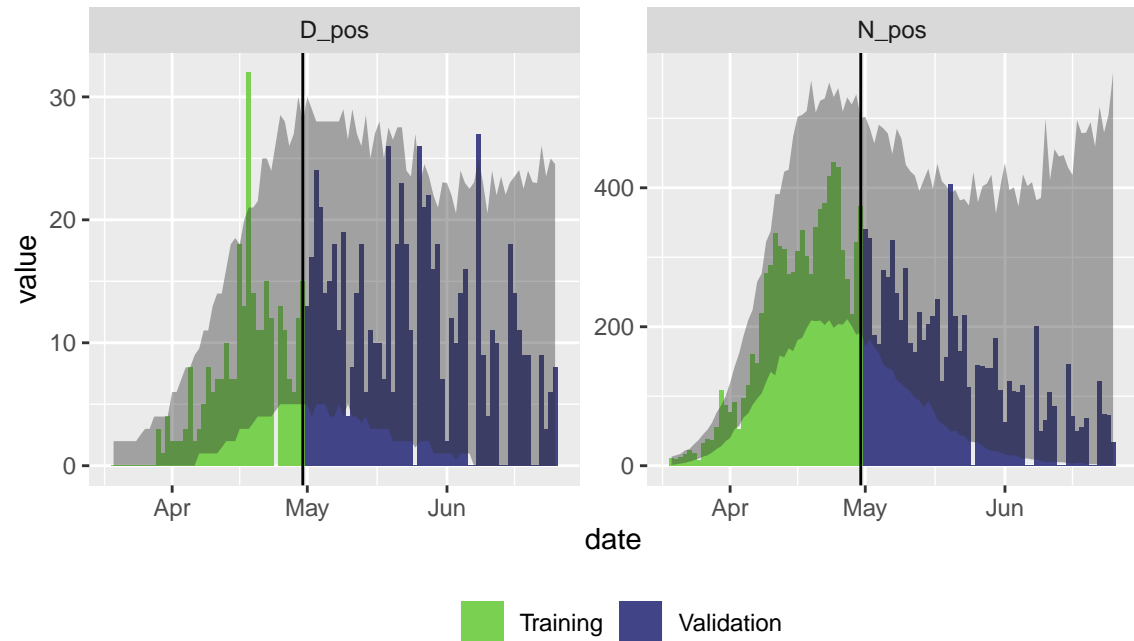 D_pos
N_pos
value
30
20
10
0
400
200
0
Apr
May
Jun
Apr
May
Jun
date
Training
Validation